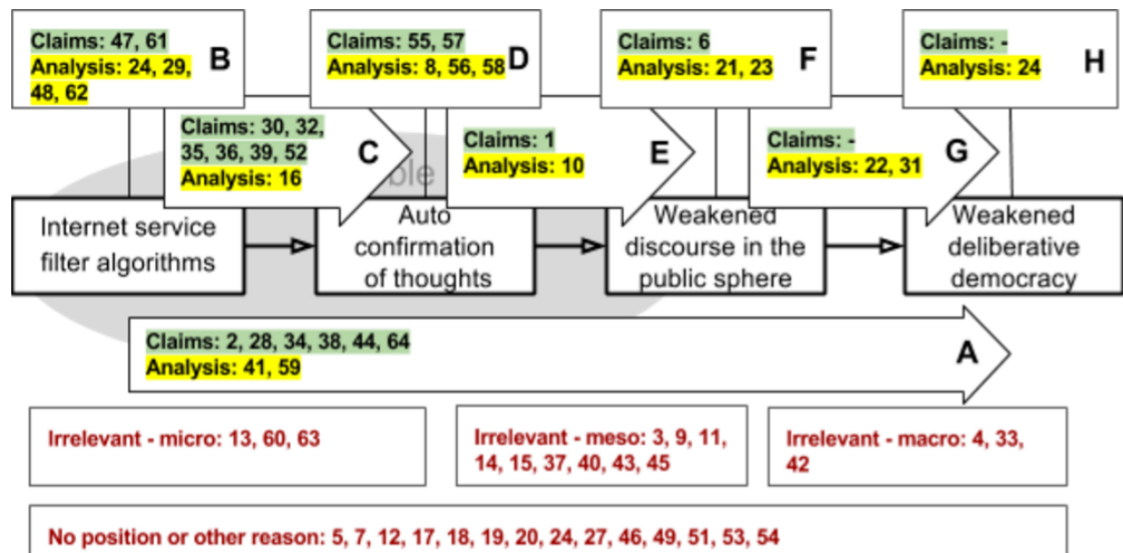 Claims: 47, 61
Analysis: 24, 29,
48, 62
B
Claims: 55, 57
Analysis: 8, 56, 58
D
Claims: 6
Analysis: 21, 23
F
Claims: -
Analysis: 24
H
Claims: 30, 32,
35, 36, 39, 52
Analysis: 16
C
Claims: 1
Analysis: 10
E
Claims: -
Analysis: 22, 31
G
Internet service
filter algorithms
Auto
confirmation
of thoughts
Weakened
discourse in the
public sphere
Weakened
deliberative
democracy
Claims: 2, 28, 34, 38, 44, 64
Analysis: 41, 59
A
Irrelevant - micro: 13, 60, 63
Irrelevant - meso: 3, 9, 11,
14, 15, 37, 40, 43, 45
Irrelevant - macro: 4, 33,
42
No position or other reason: 5, 7, 12, 17, 18, 19, 20, 24, 27, 46, 49, 51, 53, 54